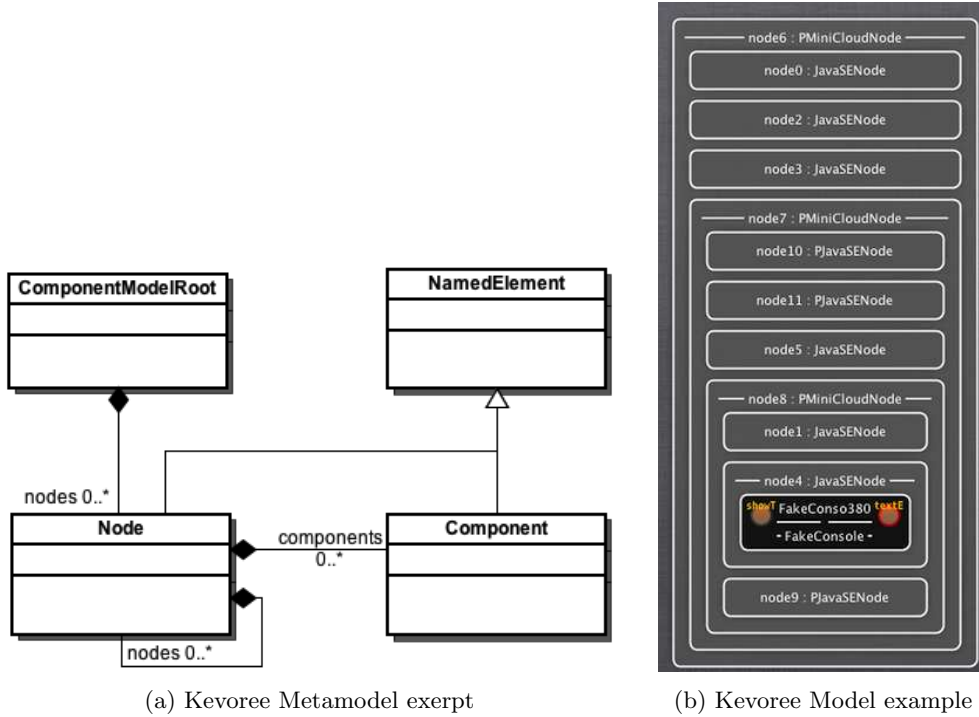 ComponentModelRoot
NamedElement
nodes 0..*
Node
components
0..*
Component
nodes 0..*
(a) Kevoree Metamodel exerpt
node6 : PMiniCloudNode
node0 : JavaSENode
node2 : JavaSENode
node3 : JavaSENode
node7 : PMiniCloudNode
node10 : PJavaSENode
node11 : PJavaSENode
node5 : JavaSENode
node8 : PMiniCloudNode
node1 : JavaSENode
node4 : JavaSENode
showT FakeConso380 textE
- FakeConsole -
node9 : PJavaSENode
(b) Kevoree Model example